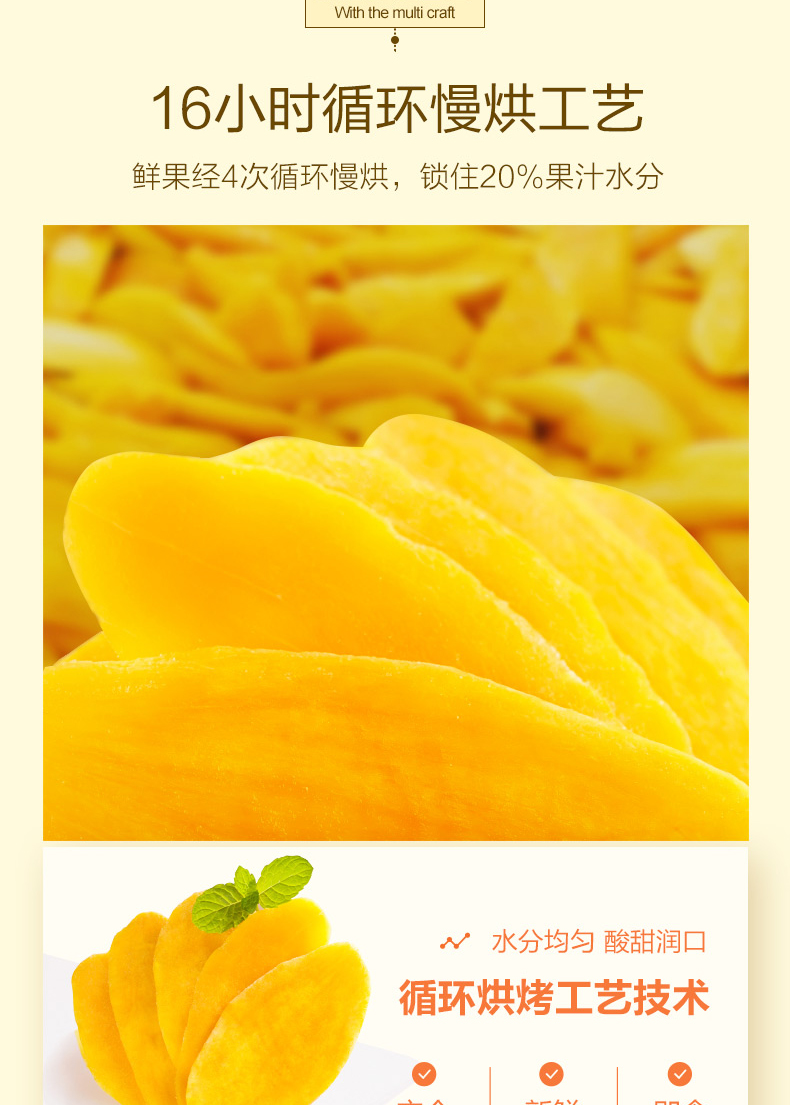 With the multi craft
16小时循环慢烘工艺
鲜果经4次循环慢烘，锁住20%果汁水分
水分均匀 酸甜润口
循环烘烤工艺技术